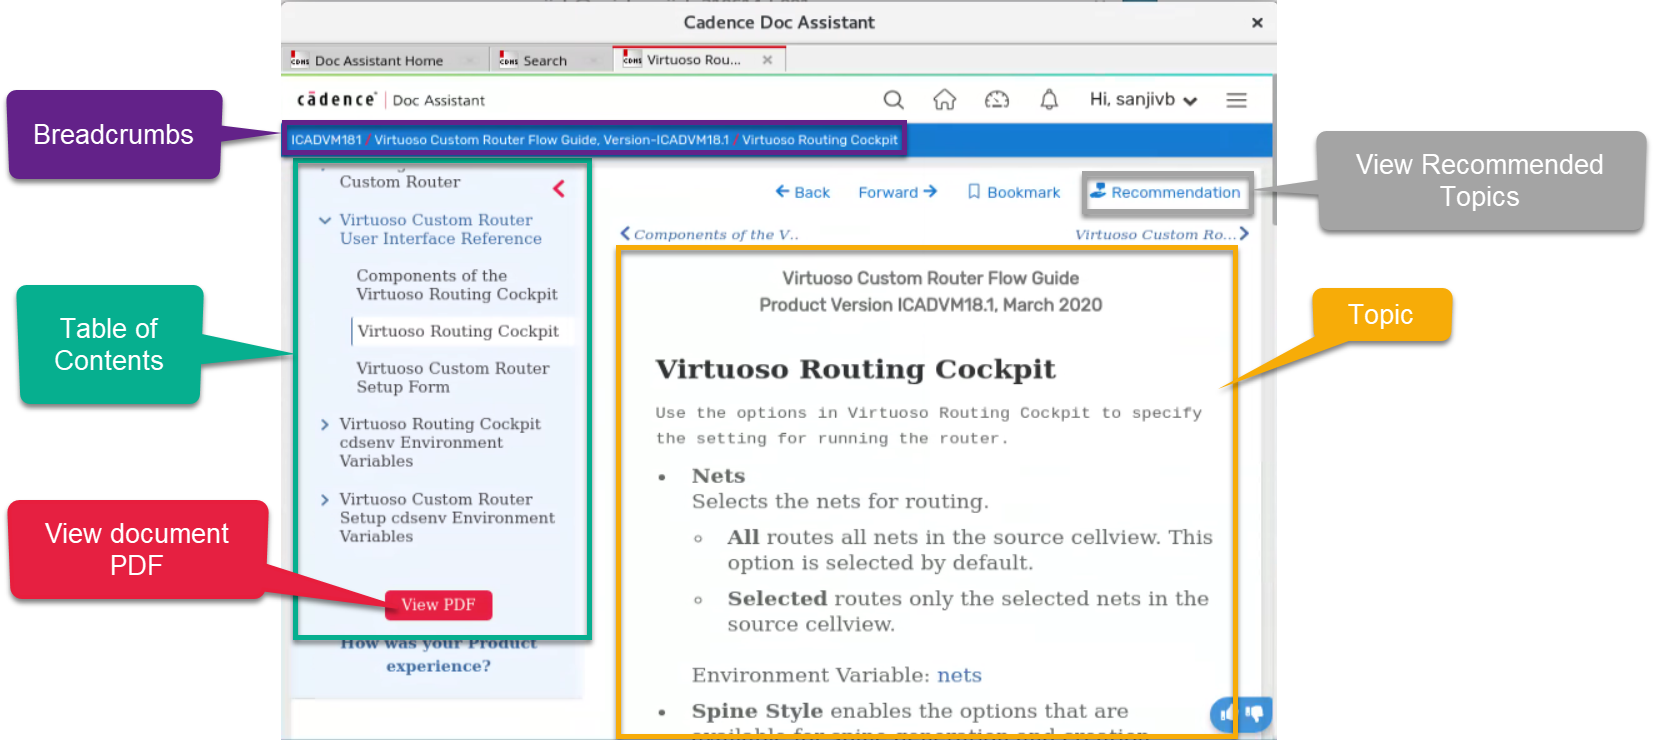 Cadence Doc Assistant
Doc Assistant Home
Search
Virtuoso Rou...
cādence | Doc Assistant
Hi, sanjivb
Breadcrumbs
ICADVM181 / Virtuoso Custom Router Flow Guide, Version-ICADVM18.1 / Virtuoso Routing Cockpit
View Recommended
Topics
Custom Router
Virtuoso Custom Router
User Interface Reference
Components of the
Virtuoso Routing Cockpit
Virtuoso Routing Cockpit
Virtuoso Custom Router
Setup Form
Virtuoso Routing Cockpit
cdsenv Environment
Variables
Virtuoso Custom Router
Setup cdsenv Environment
Variables
View PDF
How was your Product
experience?
Table of
Contents
View document
PDF
Back
Forward
Bookmark
Recommendation
Components of the V..
Virtuoso Custom Ro...
Topic
Virtuoso Custom Router Flow Guide
Product Version ICADVM18.1, March 2020
Virtuoso Routing Cockpit
Use the options in Virtuoso Routing Cockpit to specify
the setting for running the router.
• Nets
Selects the nets for routing.
◦ All routes all nets in the source cellview. This
option is selected by default.
◦ Selected routes only the selected nets in the
source cellview.
Environment Variable: nets
• Spine Style enables the options that are
available for spine generation and creation